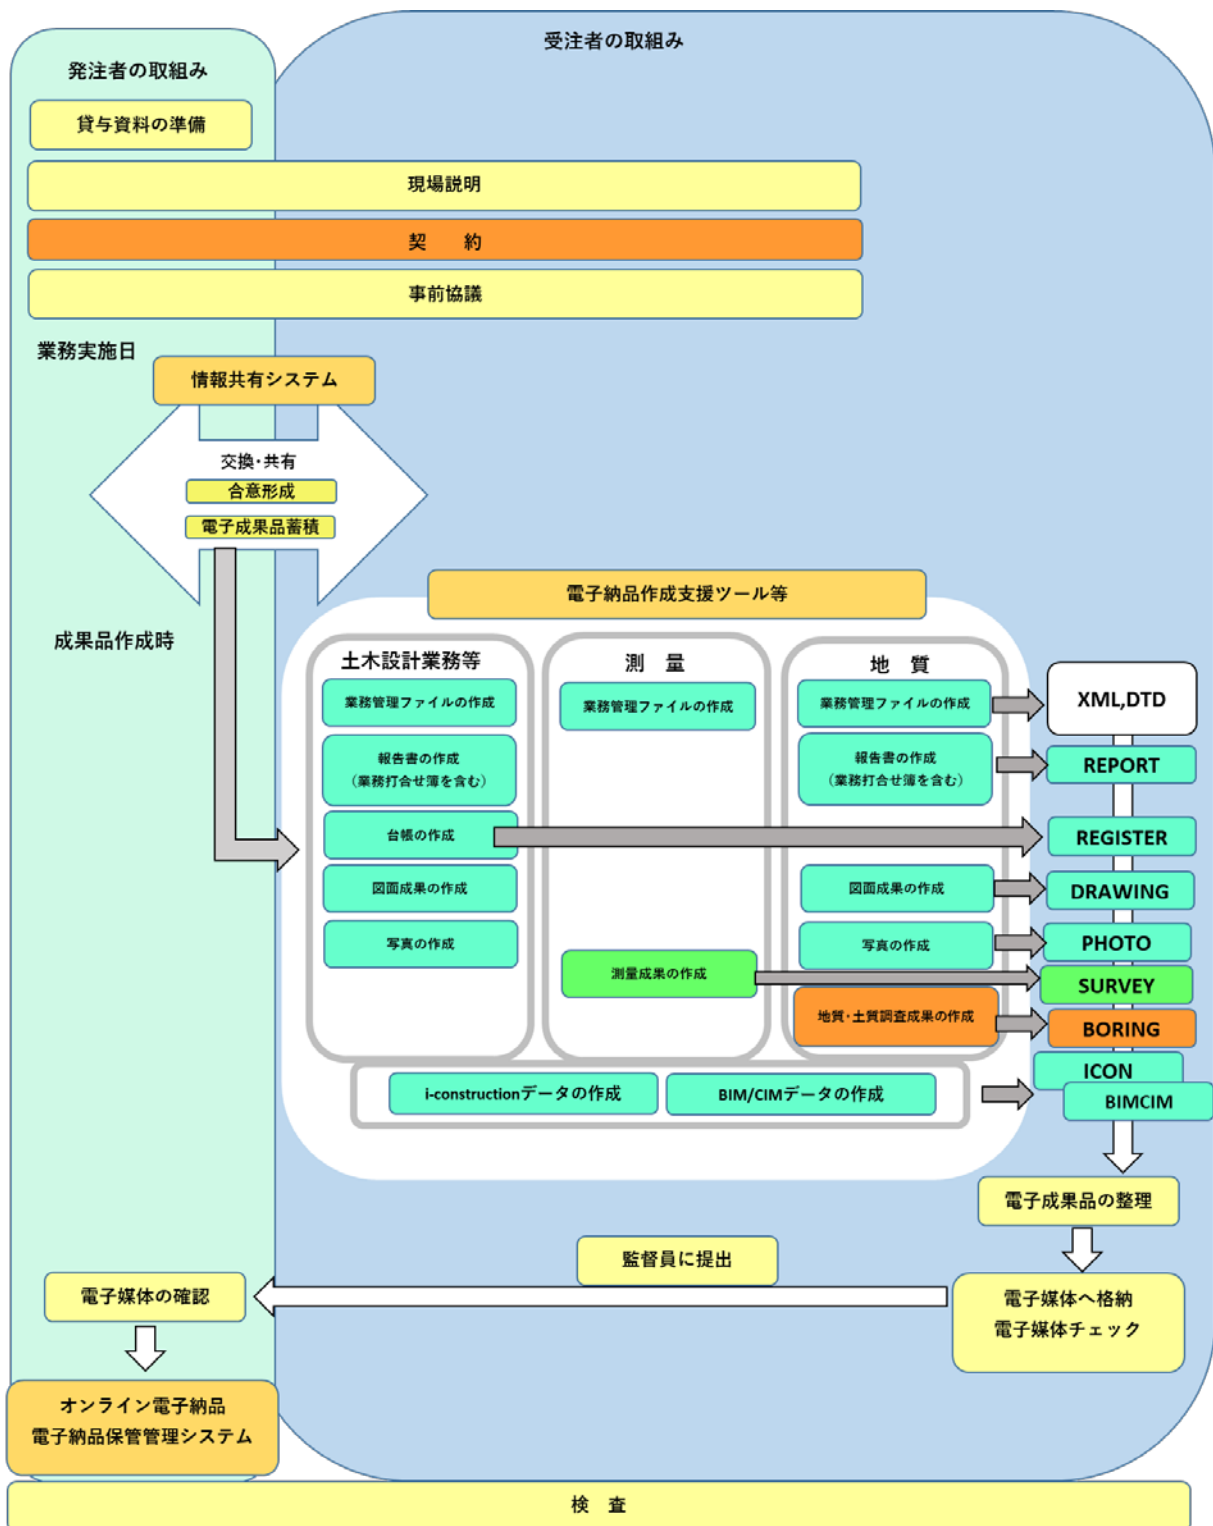 受注者の取組み
発注者の取組み
貸与資料の準備
現場説明
契　約
事前協議
業務実施日
情報共有システム
交換・共有
合意形成
電子成果品蓄積
電子納品作成支援ツール等
成果品作成時
土木設計業務等
業務管理ファイルの作成
報告書の作成
（業務打合せ簿を含む）
台帳の作成
図面成果の作成
写真の作成
測　量
業務管理ファイルの作成
測量成果の作成
地　質
業務管理ファイルの作成
報告書の作成
（業務打合せ簿を含む）
図面成果の作成
写真の作成
地質・土質調査成果の作成
i-constructionデータの作成
BIM/CIMデータの作成
XML,DTD
REPORT
REGISTER
DRAWING
PHOTO
SURVEY
BORING
ICON
BIMCIM
電子成果品の整理
監督員に提出
電子媒体の確認
電子媒体へ格納
電子媒体チェック
オンライン電子納品
電子納品保管管理システム
検　査